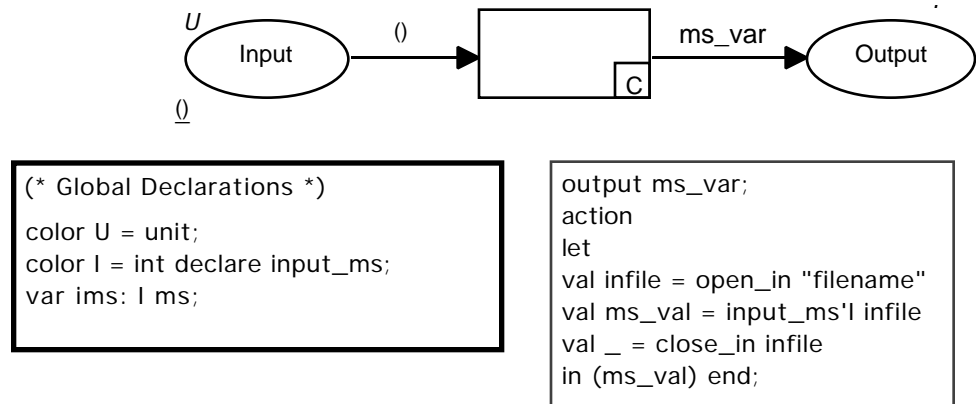 U
Input
()
C
ms_var
Output
()
(* Global Declarations *)
color U = unit;
color I = int declare input_ms;
var ims: I ms;
output ms_var;
action
let
val infile = open_in "filename"
val ms_val = input_ms'I infile
val _ = close_in infile
in (ms_val) end;